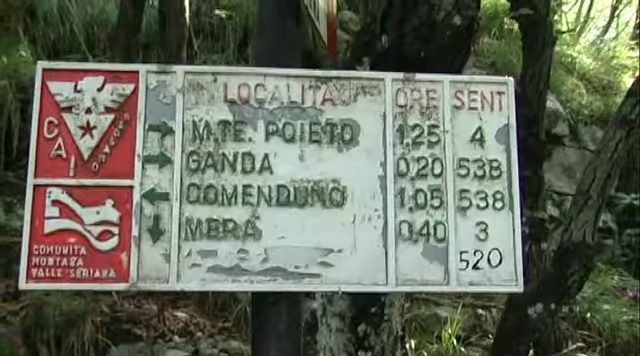 CAI
LOCALITA ORE SENT
M.TE. POIETO 1,25 4
GANDA 0,20 538
COMENDUNO 1,05 538
MERA 0,40 3
520
COMUNITA
MONTANA
VALLE SERIANA